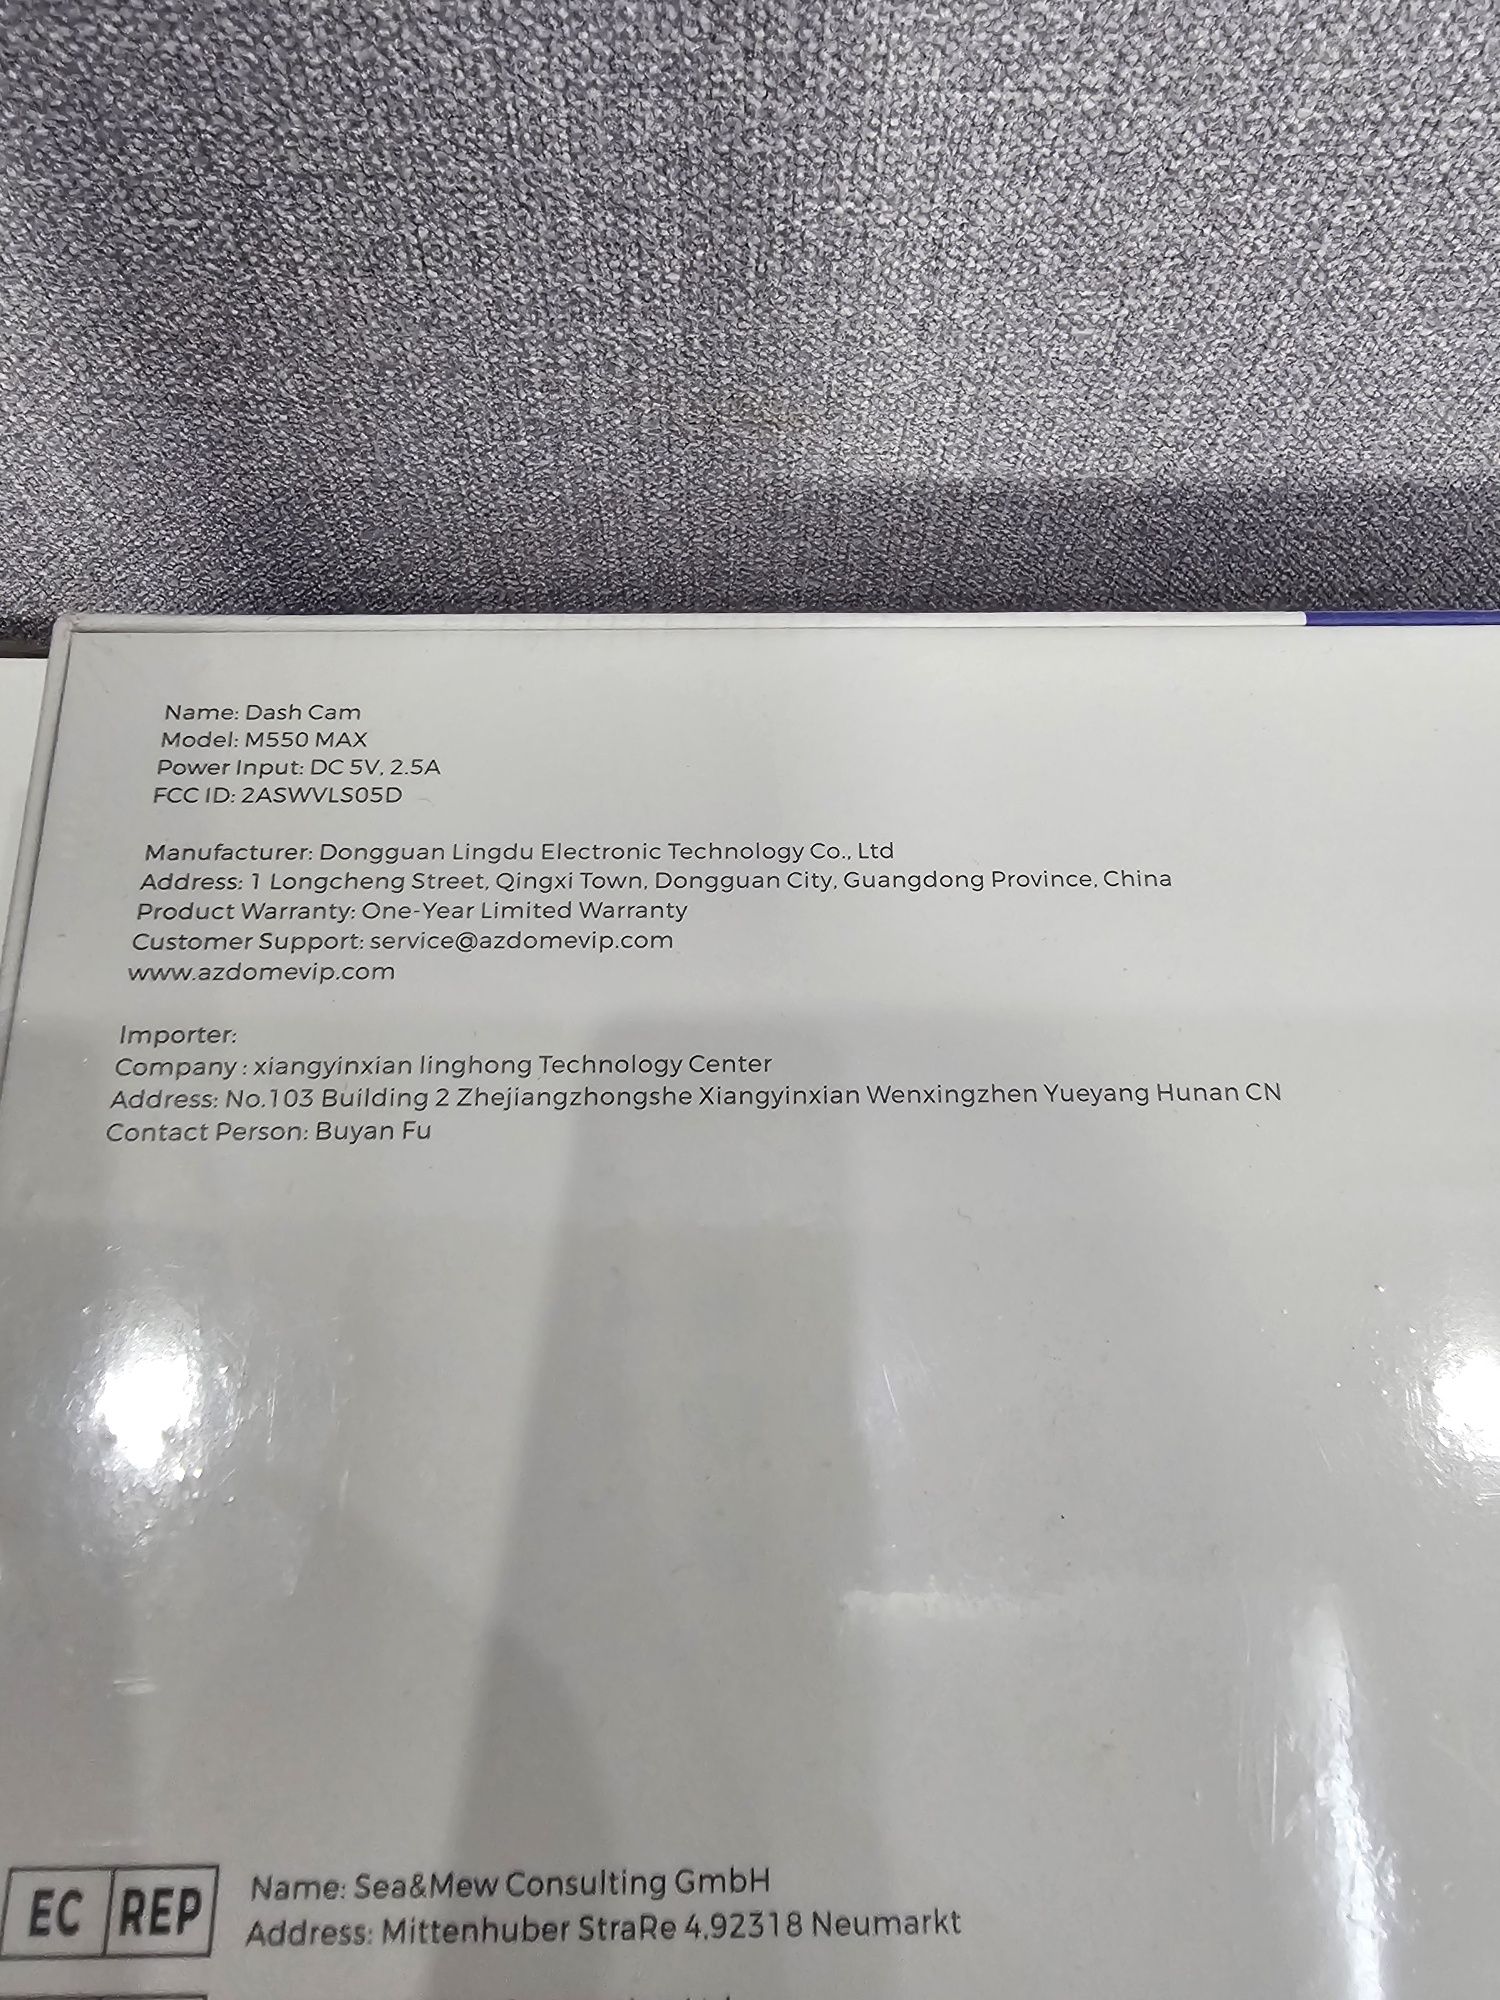 Name: Dash Cam
Model: M550 MAX
Power Input: DC 5V, 2.5A
FCC ID: 2ASWVLS05D
Manufacturer: Dongguan Lingdu Electronic Technology Co., Ltd
Address: 1 Longcheng Street, Qingxi Town, Dongguan City, Guangdong Province, China
Product Warranty: One-Year Limited Warranty
Customer Support: service@azdomevip.com
www.azdomevip.com
Importer:
Company : xiangyinxian linghong Technology Center
Address: No.103 Building 2 Zhejiangzhongshe Xiangyinxian Wenxingzhen Yueyang Hunan CN
Contact Person: Buyan Fu
EC REP
Name: Sea&Mew Consulting GmbH
Address: Mittenhuber StraRe 4,92318 Neumarkt